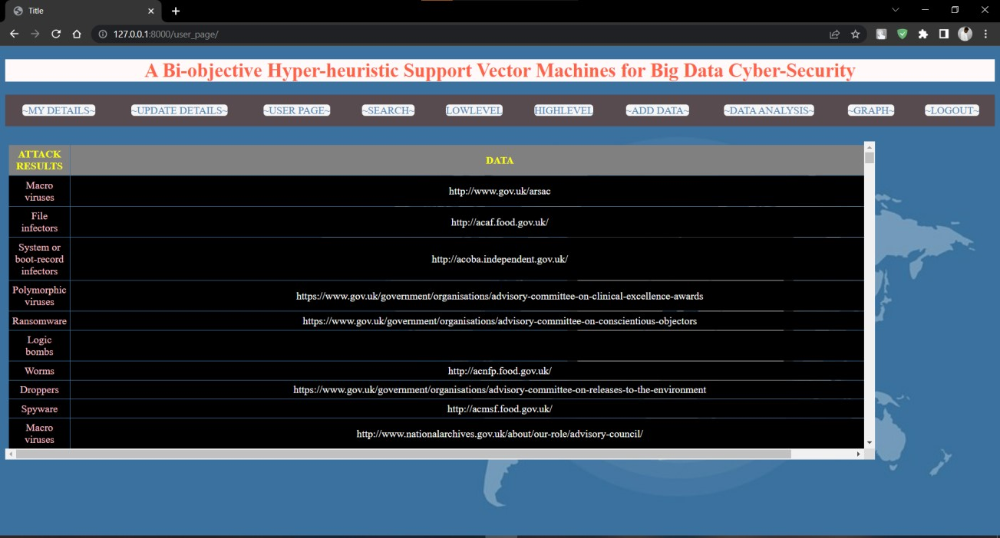 Title
127.0.0.1:8000/user_page/
A Bi-objective Hyper-heuristic Support Vector Machines for Big Data Cyber-Security
~MY DETAILS~ ~UPDATE DETAILS~ ~USER PAGE~ ~SEARCH~ LOWLEVEL HIGHLEVEL ~ADD DATA~ ~DATA ANALYSIS~ ~GRAPH~ ~LOGOUT~
ATTACK
RESULTS
DATA
Macro
viruses
http://www.gov.uk/arsac
File
infectors
http://acaf.food.gov.uk/
System or
boot-record
infectors
http://acoba.independent.gov.uk/
Polymorphic
viruses
https://www.gov.uk/government/organisations/advisory-committee-on-clinical-excellence-awards
Ransomware https://www.gov.uk/government/organisations/advisory-committee-on-conscientious-objectors
Logic
bombs
Worms http://acnfp.food.gov.uk/
Droppers https://www.gov.uk/government/organisations/advisory-committee-on-releases-to-the-environment
Spyware http://acmsf.food.gov.uk/
Macro
viruses
http://www.nationalarchives.gov.uk/about/our-role/advisory-council/